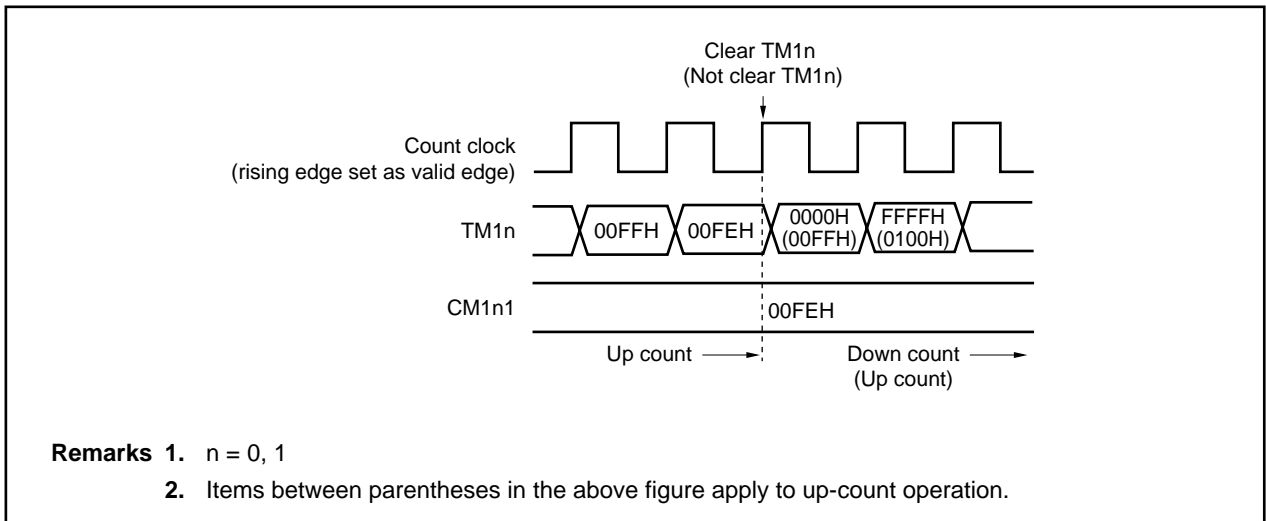 Clear TM1n
(Not clear TM1n)
Count clock
(rising edge set as valid edge)
TM1n
00FFH
00FEH
0000H
(00FFH)
FFFFH
(0100H)
CM1n1
00FEH
Up count
Down count
(Up count)
Remarks 1. n = 0, 1
2. Items between parentheses in the above figure apply to up-count operation.